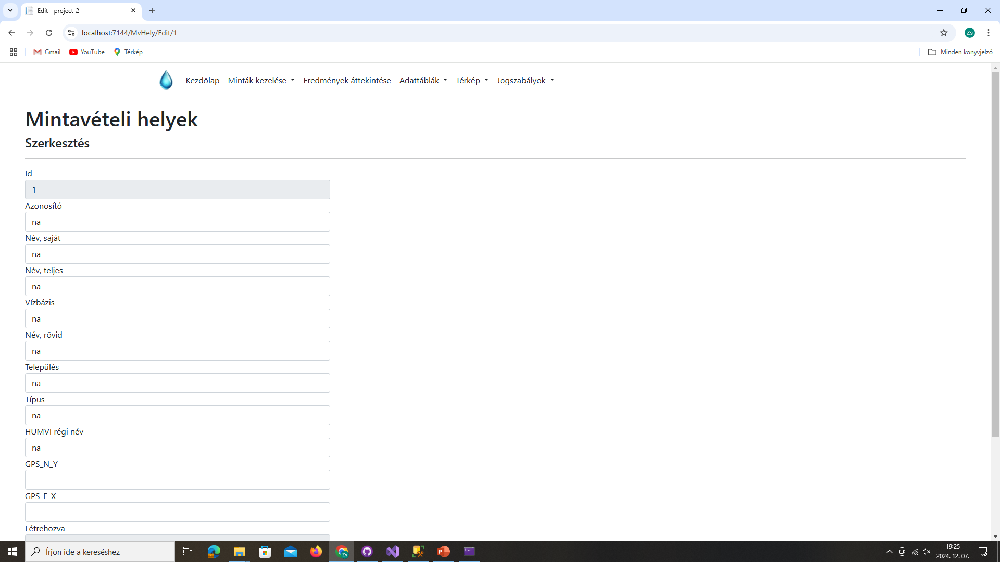 Edit - project_2
localhost:7144/MvHely/Edit/1
Zs
Gmail YouTube Térkép Minden könyvjelző
Kezdőlap Minták kezelése Eredmények áttekintése Adattáblák Térkép Jogszabályok
Mintavételi helyek
Szerkesztés
Id
1
Azonosító
na
Név, saját
na
Név, teljes
na
Vízbázis
na
Név, rövid
na
Település
na
Típus
na
HUMVI régi név
na
GPS_N_Y
GPS_E_X
Létrehozva
Írjon ide a kereséshez
Zs
19:25
2024. 12. 07.